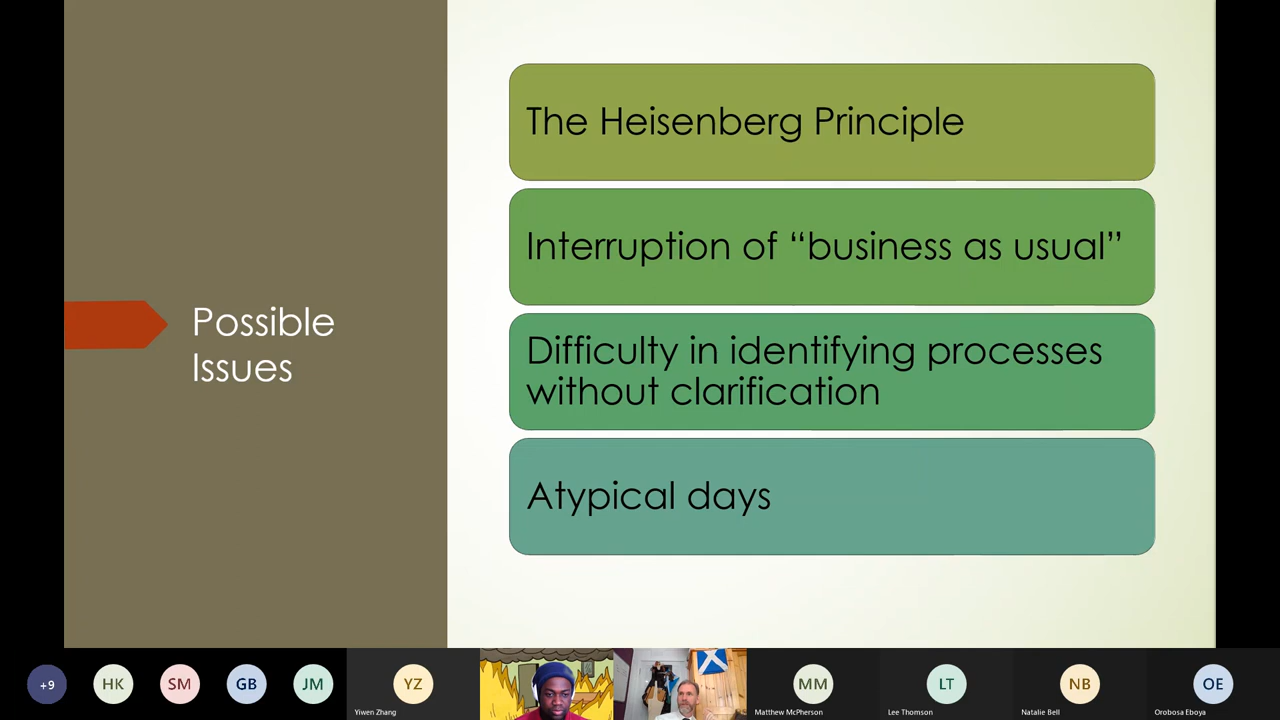 The Heisenberg Principle
Interruption of “business as usual”
Possible
Issues
Difficulty in identifying processes
without clarification
Atypical days
+9
HK
SM
GB
JM
YZ
Yiwen Zhang
MM
Matthew McPherson
LT
Lee Thomson
NB
Natalie Bell
OE
Orobosa Eboya